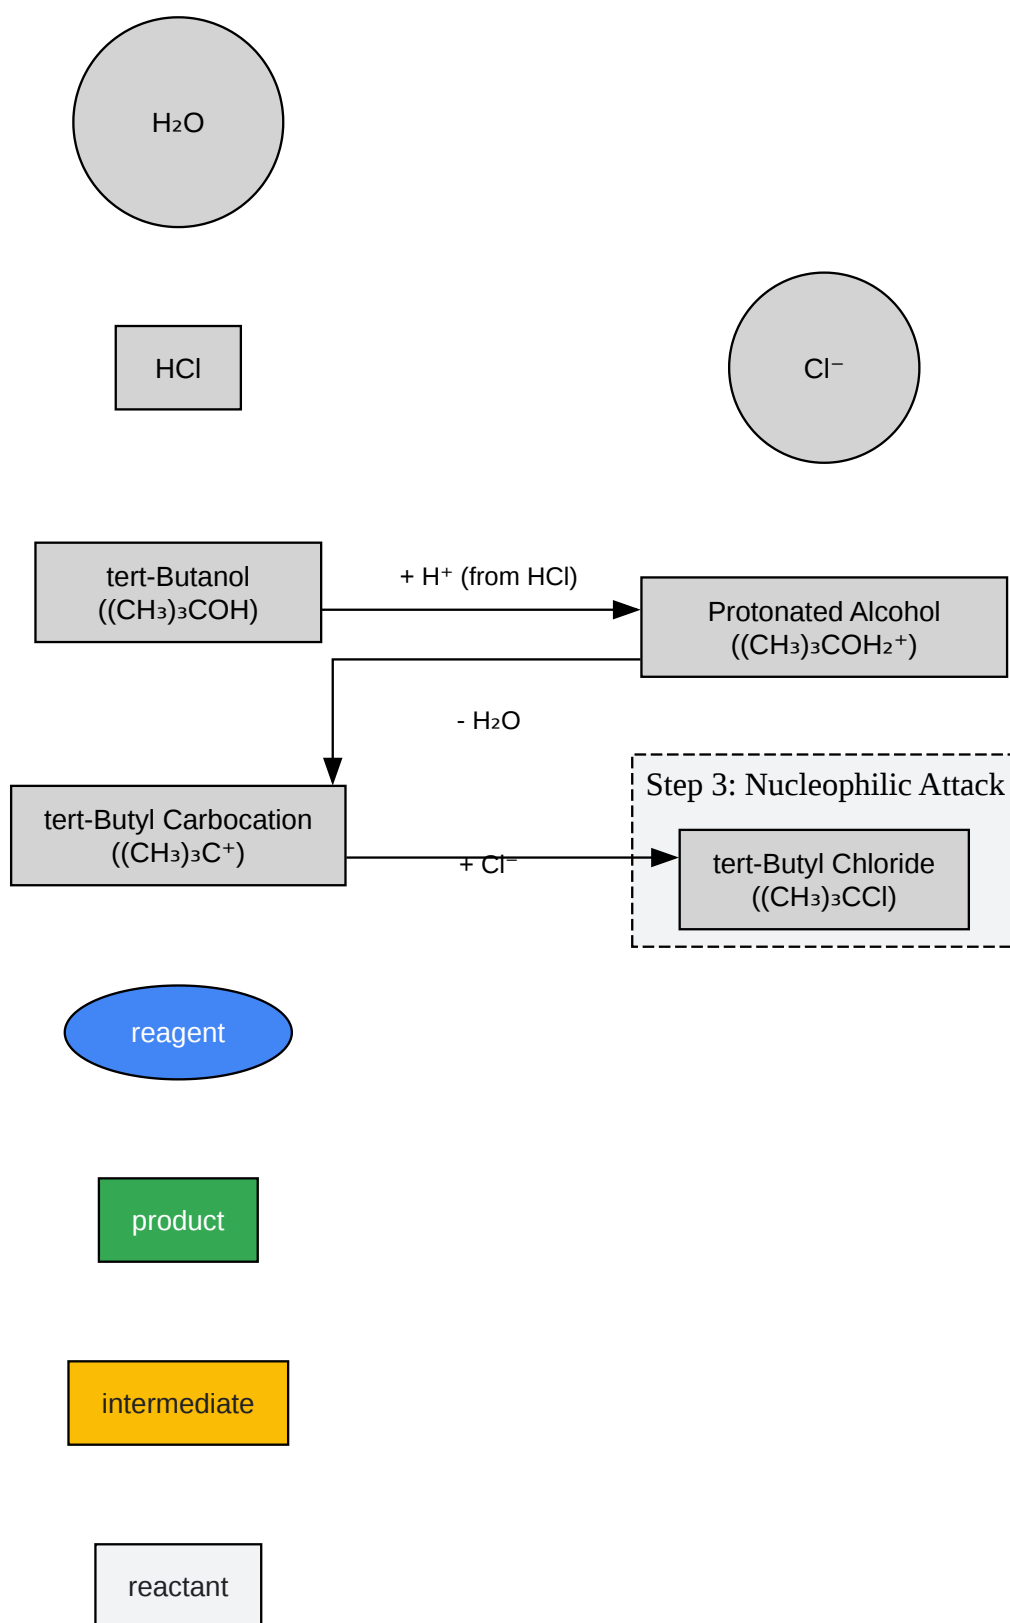 H₂O
HCl
Cl⁻
tert-Butanol
((CH₃)₃COH)
+ H⁺ (from HCl)
Protonated Alcohol
((CH₃)₃COH₂⁺)
- H₂O
Step 3: Nucleophilic Attack
tert-Butyl Carbocation
((CH₃)₃C⁺)
+ Cl⁻
tert-Butyl Chloride
((CH₃)₃CCl)
reagent
product
intermediate
reactant